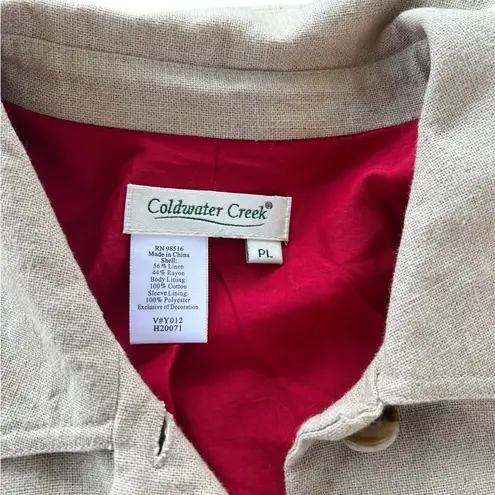 Coldwater Creek®
PL
RN 98516
Made in China
Shell:
56% Linen
44% Rayon
Body Lining:
100% Cotton
Sleeve Lining:
100% Polyester
Exclusive of Decoration
V#Y012
H20071